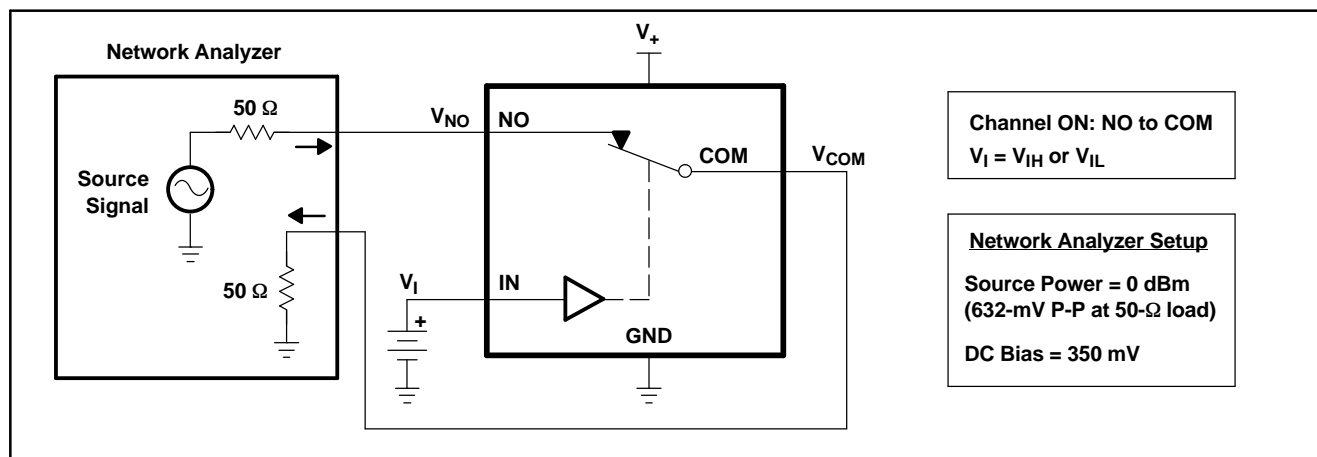 Network Analyzer
50 Ω
Source
Signal
50 Ω
V+
VNO
NO
COM
VCOM
VI
IN
+
GND
Channel ON: NO to COM
VI = VIH or VIL
Network Analyzer Setup
Source Power = 0 dBm
(632-mV P-P at 50-Ω load)
DC Bias = 350 mV